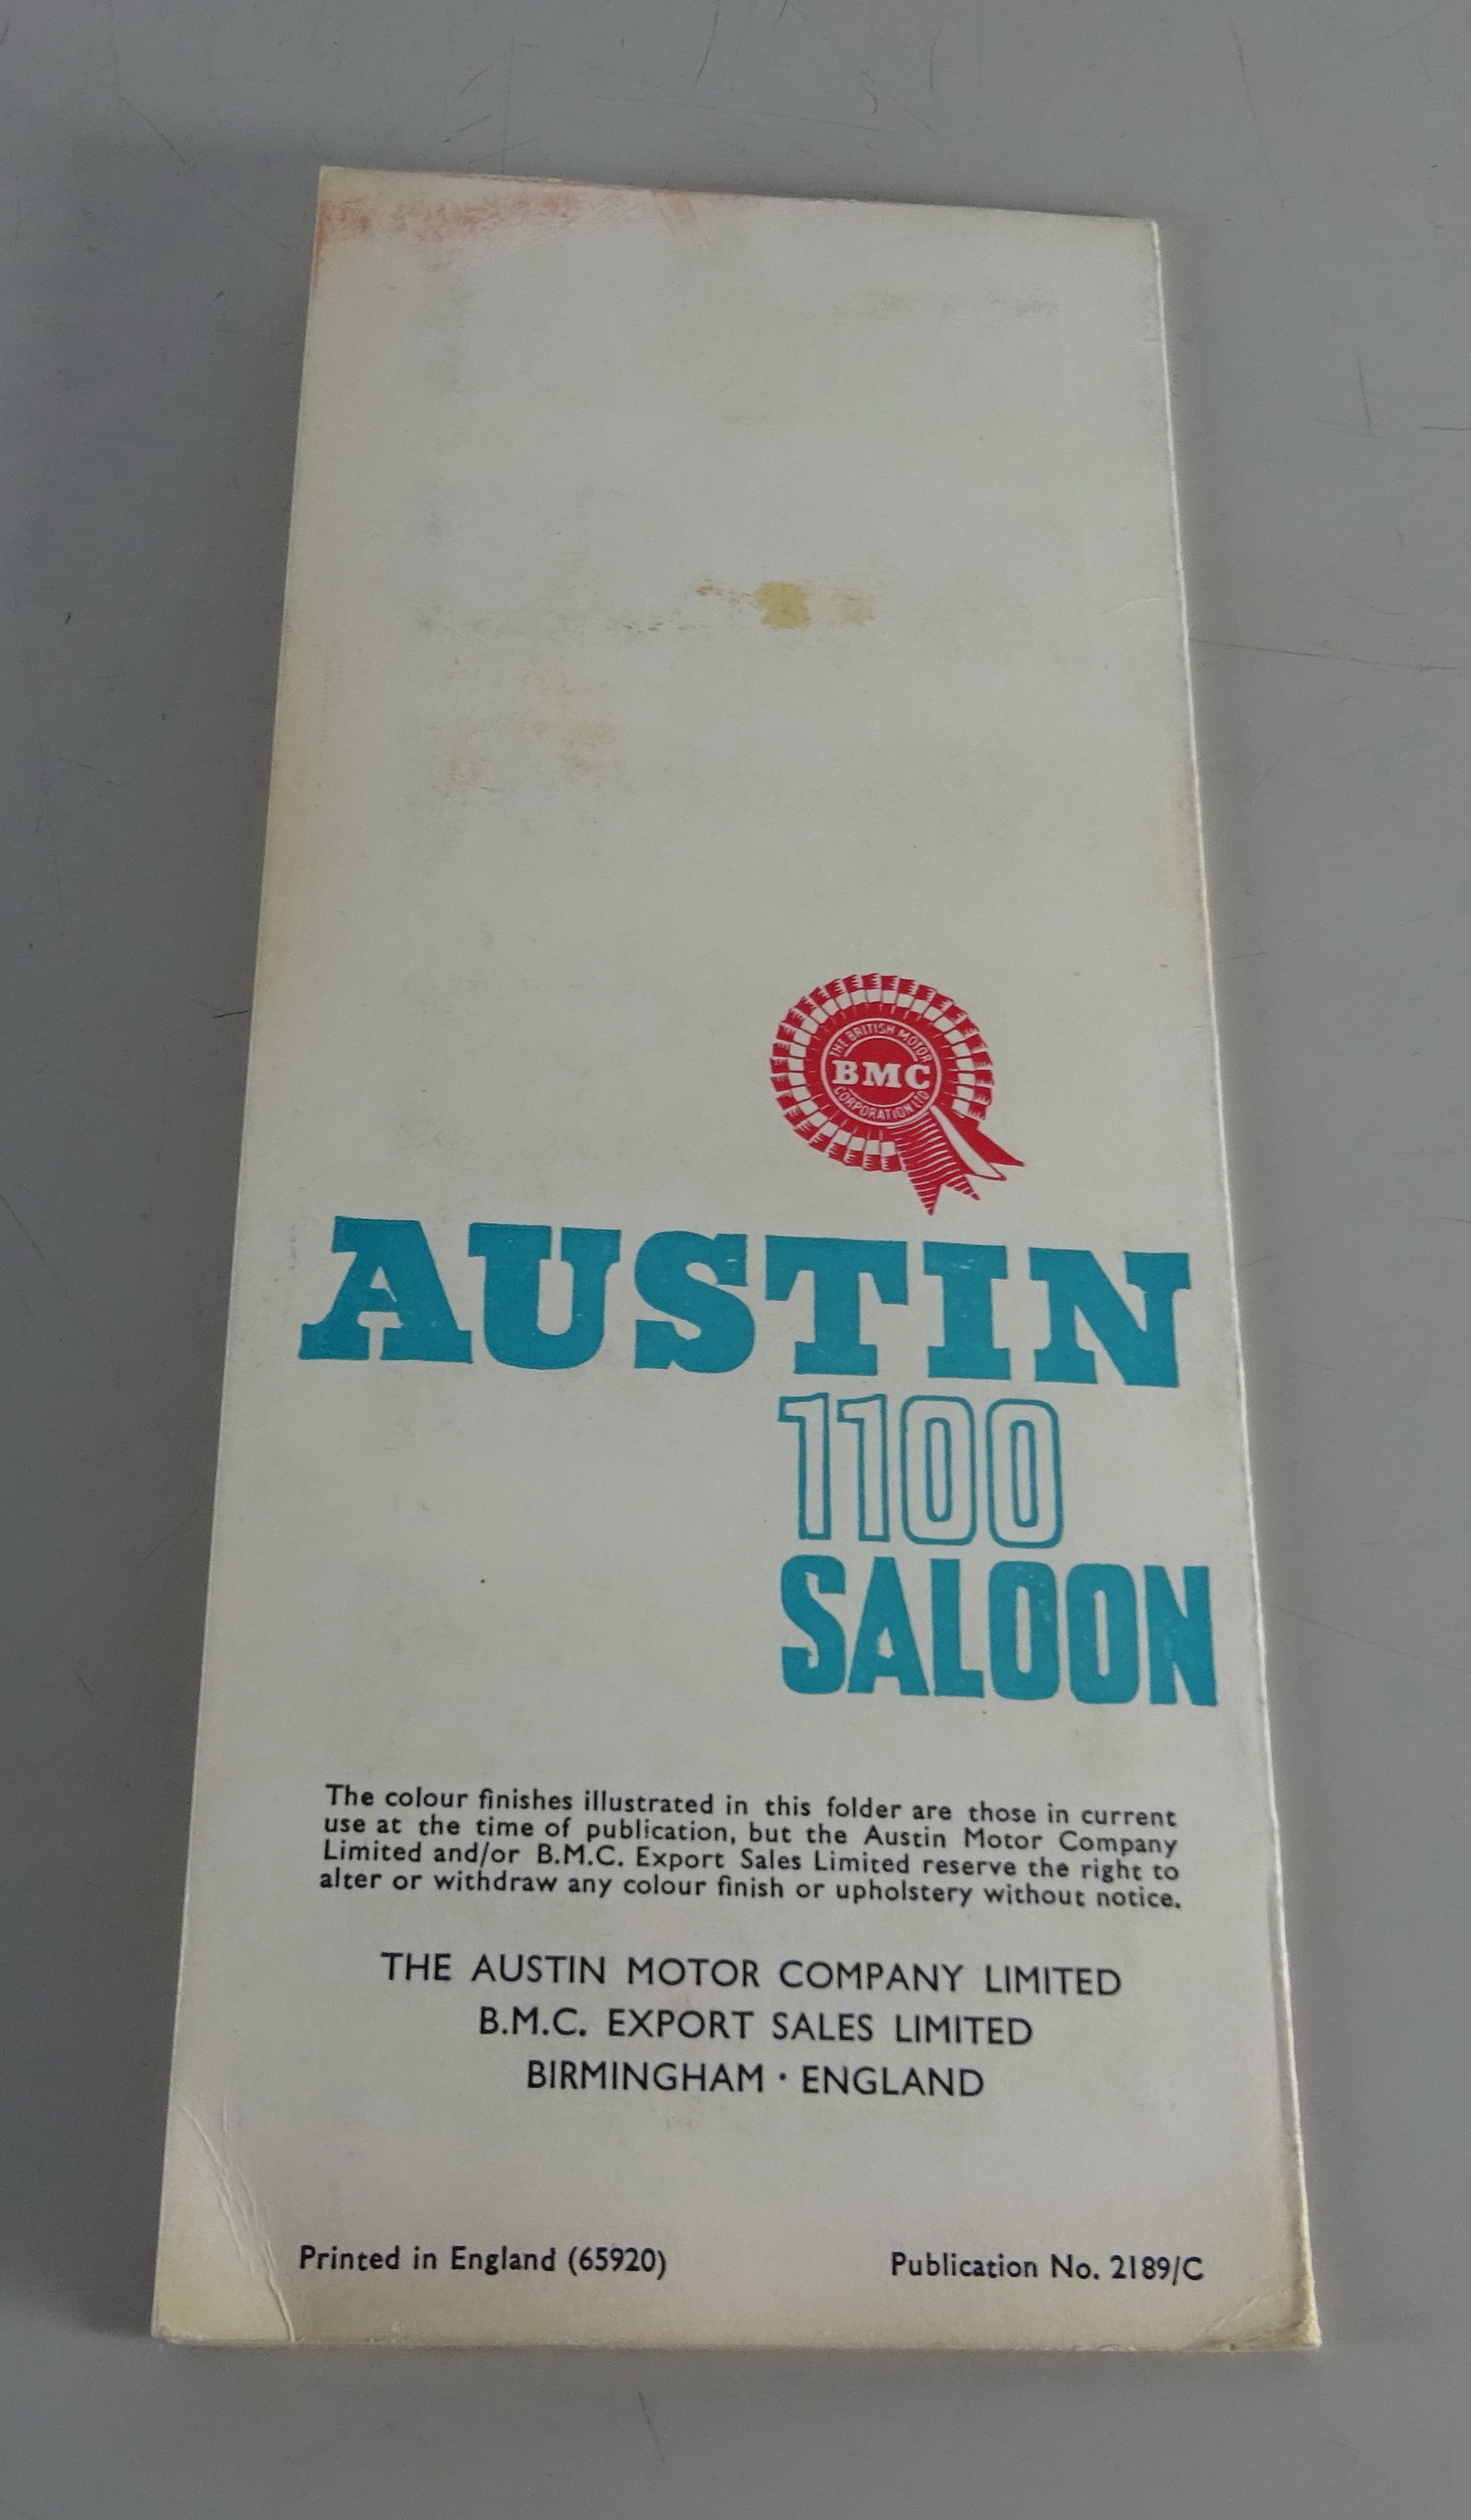 THE BRITISH MOTOR
BMC
CORPORATION LTD
AUSTIN
1100
SALOON
The colour finishes illustrated in this folder are those in current
use at the time of publication, but the Austin Motor Company
Limited and/or B.M.C. Export Sales Limited reserve the right to
alter or withdraw any colour finish or upholstery without notice.
THE AUSTIN MOTOR COMPANY LIMITED
B.M.C. EXPORT SALES LIMITED
BIRMINGHAM · ENGLAND
Printed in England (65920) Publication No. 2189/C